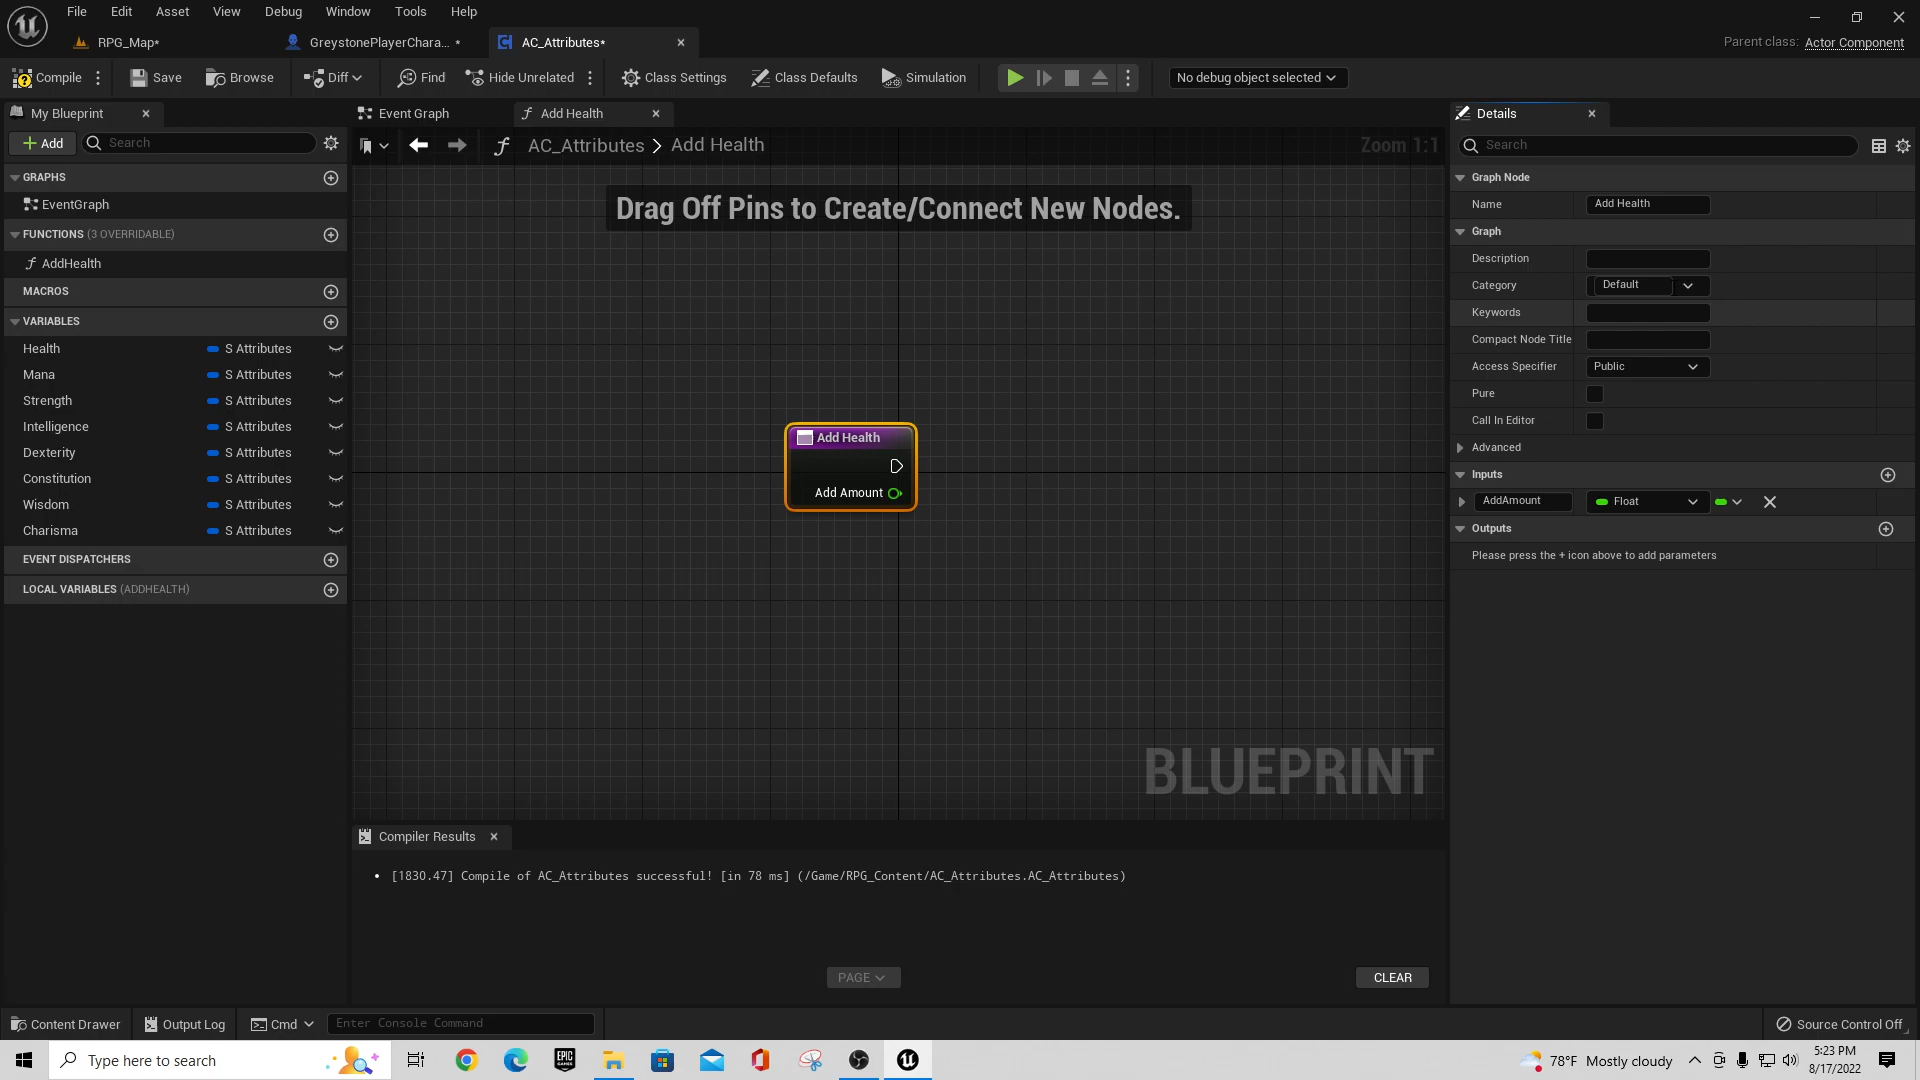 File Edit Asset View Debug Window Tools Help
RPG_Map* GreystonePlayerChara... * AC_Attributes* Parent class: Actor Component
Compile Save Browse Diff Find Hide Unrelated Class Settings Class Defaults Simulation No debug object selected
My Blueprint Event Graph Add Health Details
Add Search AC_Attributes Add Health Zoom 1:1 Search
GRAPHS
EventGraph
FUNCTIONS (3 OVERRIDABLE)
AddHealth
MACROS
VARIABLES
Health S Attributes
Mana S Attributes
Strength S Attributes
Intelligence S Attributes
Dexterity S Attributes
Constitution S Attributes
Wisdom S Attributes
Charisma S Attributes
EVENT DISPATCHERS
LOCAL VARIABLES (ADDHEALTH)
Drag Off Pins to Create/Connect New Nodes.
Add Health
Add Amount
BLUEPRINT
Graph Node
Name Add Health
Graph
Description
Category Default
Keywords
Compact Node Title
Access Specifier Public
Pure
Call In Editor
Advanced
Inputs
AddAmount Float
Outputs
Please press the + icon above to add parameters
Compiler Results
[1830.47] Compile of AC_Attributes successful! [in 78 ms] (/Game/RPG_Content/AC_Attributes.AC_Attributes)
PAGE CLEAR
Content Drawer Output Log Cmd Enter Console Command Source Control Off
Type here to search EPIC GAMES 78°F Mostly cloudy 5:23 PM
8/17/2022